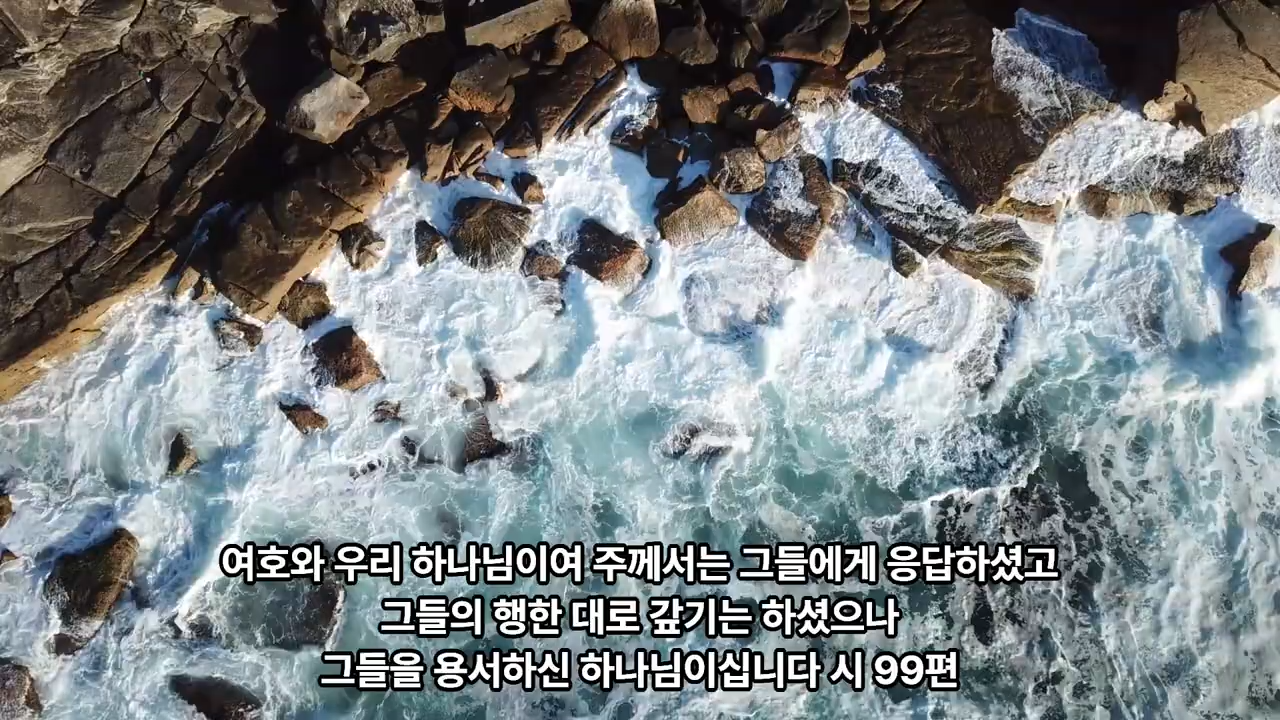 여호와 우리 하나님이여 주께서는 그들에게 응답하셨고
그들의 행한 대로 갚기는 하셨으나
그들을 용서하신 하나님이십니다 시 99편